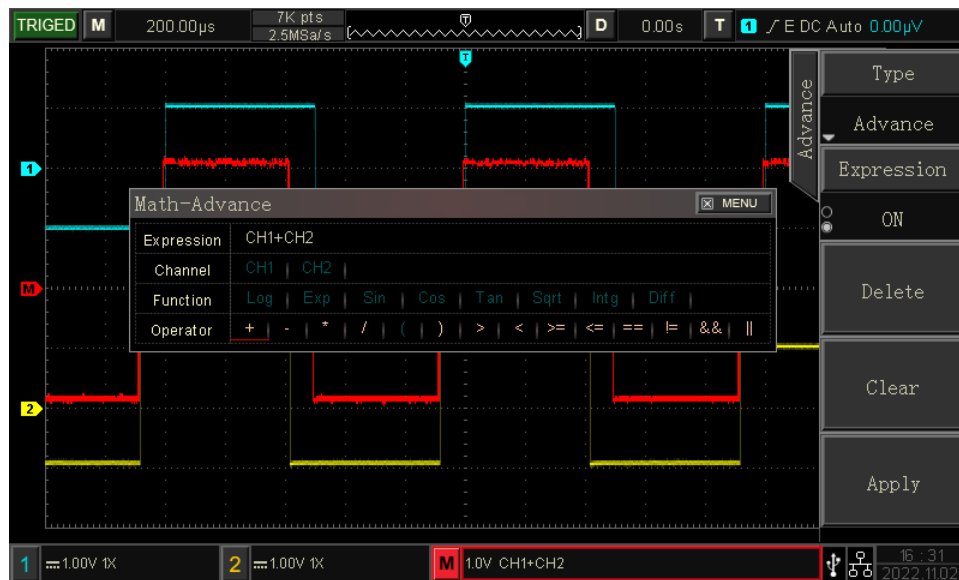 TRIGED M 200.00µs 7K pts D 0.00s T 1 E DC Auto 0.00µV
2.5MSa/s
T
T
Advance
Type
Advance
Expression
ON
Delete
Clear
Apply
1
M
2
Math-Advance MENU
Expression CH1+CH2
Channel CH1 | CH2 |
Function Log | Exp | Sin | Cos | Tan | Sqrt | Intg | Diff |
Operator + | - | * | / | ( | ) | > | < | >= | <= | == | != | && | ||
1 1.00V 1X 2 1.00V 1X M 1.0V CH1+CH2 16:31
2022.11.02